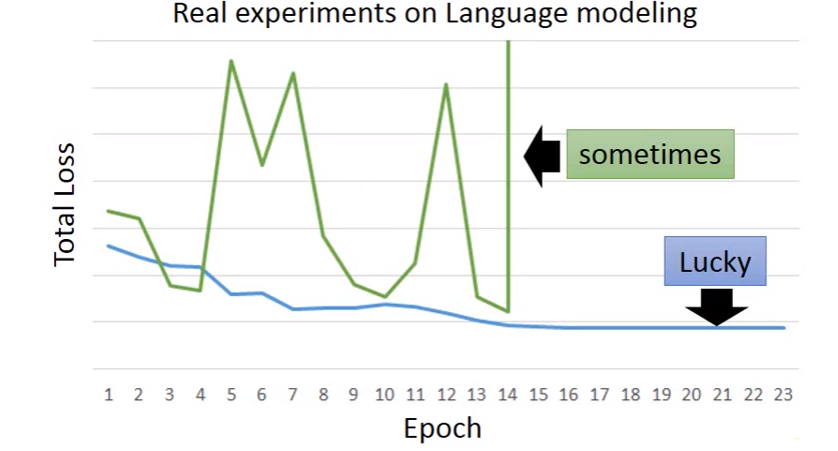 Real experiments on Language modeling
sometimes
Total Loss
Lucky
1 2 3 4 5 6 7 8 9 10 11 12 13 14 15 16 17 18 19 20 21 22 23
Epoch